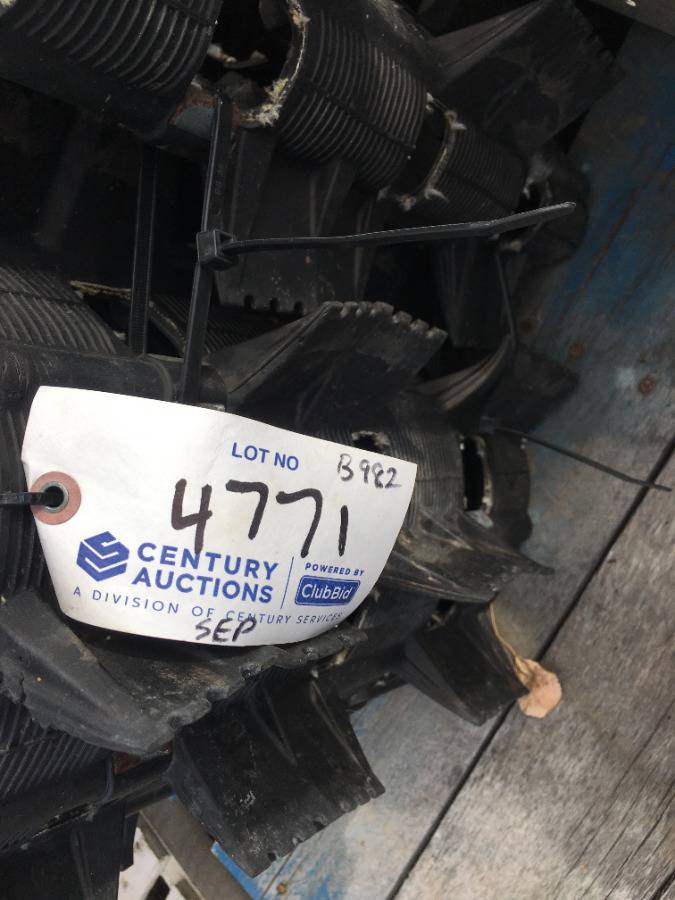 LOT NO B982
4771
CENTURY
AUCTIONS
POWERED BY
ClubBid
A DIVISION OF CENTURY SERVICES
SEP